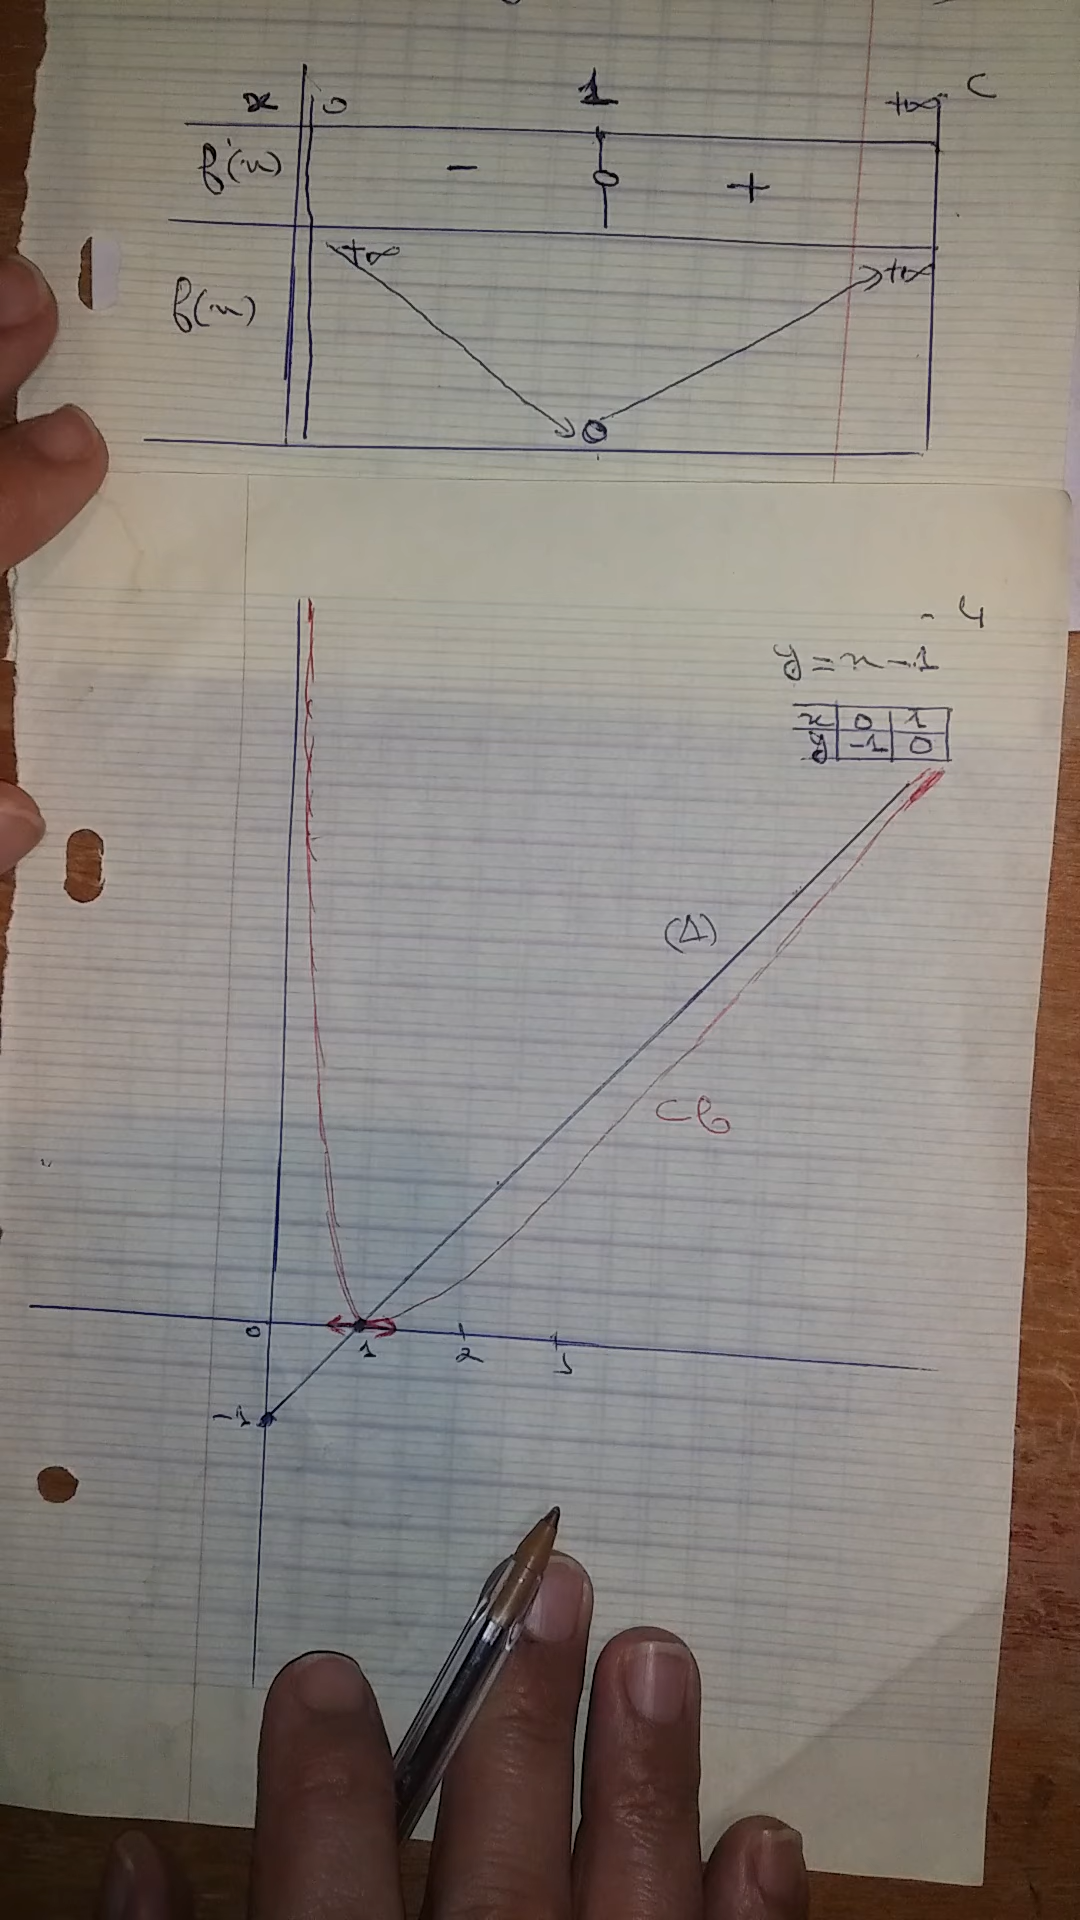 - C
x 0 1 +∞
f'(x) - 0 +
f(x) +∞ 0 +∞
- 4
y = x - 1
x 0 1
y -1 0
(Δ)
Cf
0 1 2 3
-1